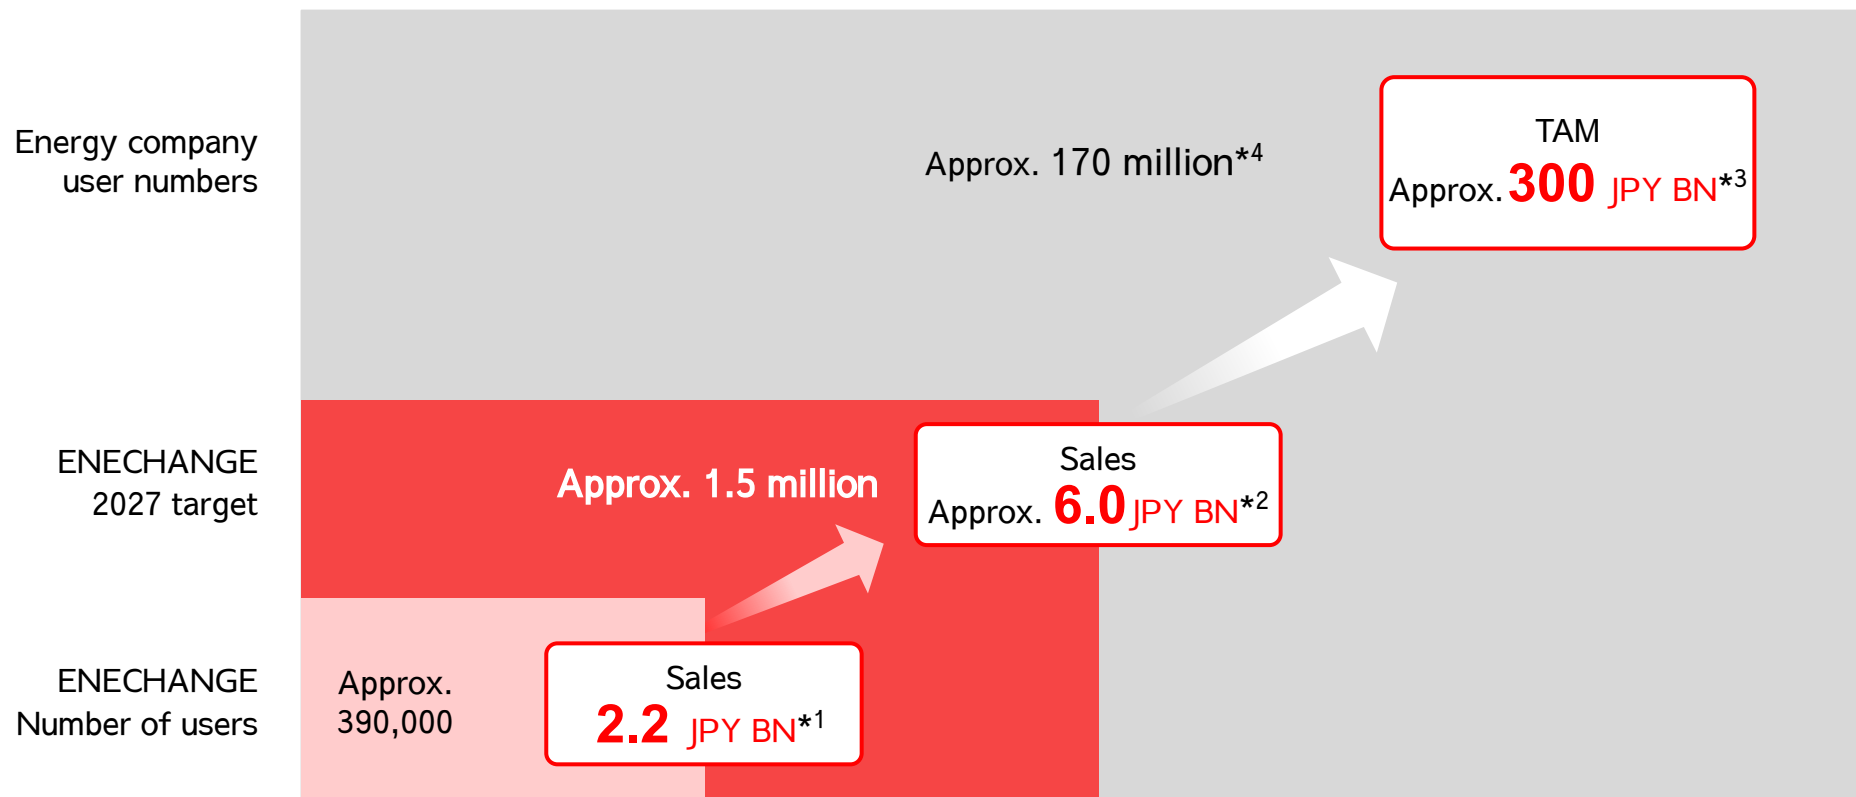 Energy company
user numbers
Approx. 170 million*4
TAM
Approx. 300 JPY BN*3
ENECHANGE
2027 target
Approx. 1.5 million
Sales
Approx. 6.0 JPY BN*2
ENECHANGE
Number of users
Approx.
390,000
Sales
2.2 JPY BN*1